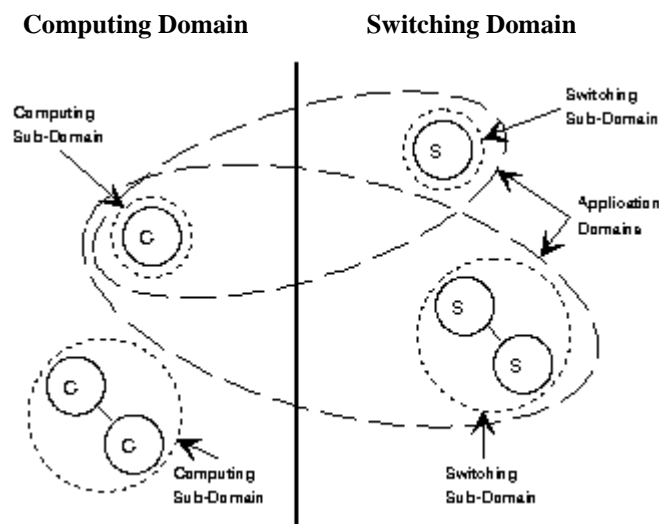 Computing Domain
Switching Domain
Computing
Sub-Domain
Switching
Sub-Domain
S
Application
Domains
C
S
S
C
C
Computing
Sub-Domain
Switching
Sub-Domain